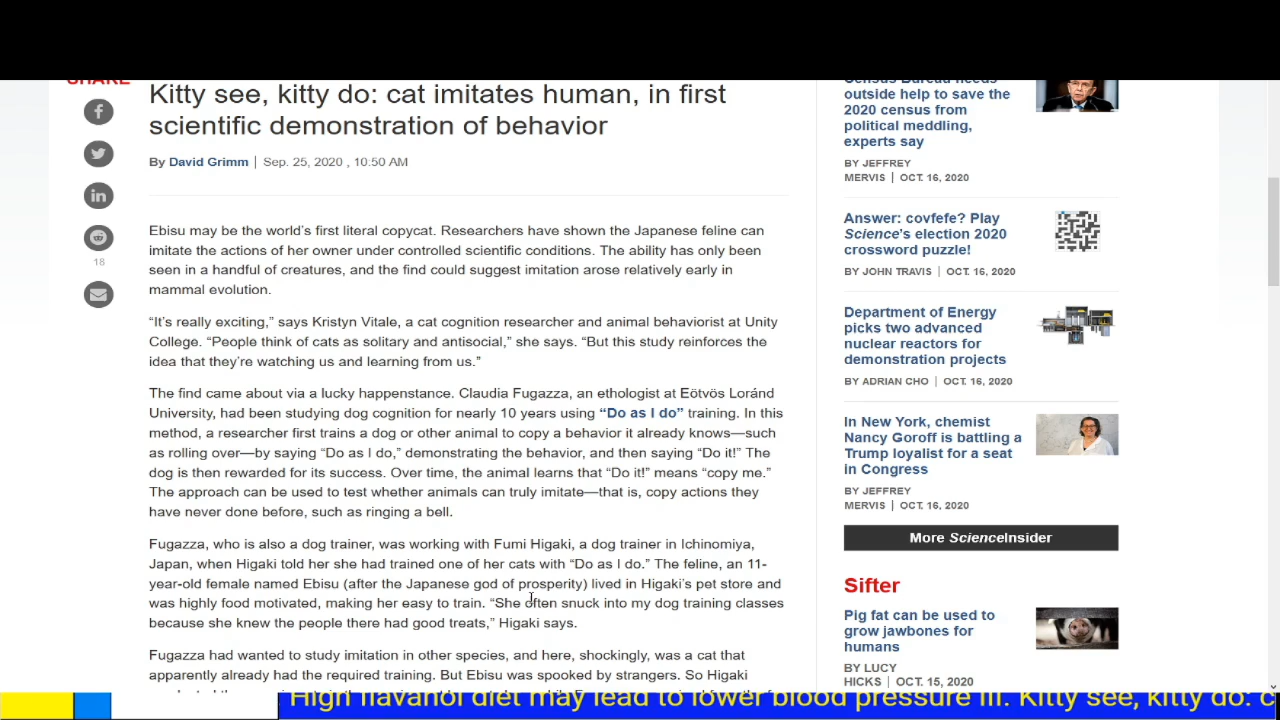 SHARE
Kitty see, kitty do: cat imitates human, in first
scientific demonstration of behavior
By David Grimm | Sep. 25, 2020 , 10:50 AM
18
Ebisu may be the world's first literal copycat. Researchers have shown the Japanese feline can
imitate the actions of her owner under controlled scientific conditions. The ability has only been
seen in a handful of creatures, and the find could suggest imitation arose relatively early in
mammal evolution.
“It’s really exciting,” says Kristyn Vitale, a cat cognition researcher and animal behaviorist at Unity
College. “People think of cats as solitary and antisocial,” she says. “But this study reinforces the
idea that they’re watching us and learning from us.”
The find came about via a lucky happenstance. Claudia Fugazza, an ethologist at Eötvös Loránd
University, had been studying dog cognition for nearly 10 years using “Do as I do” training. In this
method, a researcher first trains a dog or other animal to copy a behavior it already knows—such
as rolling over—by saying “Do as I do,” demonstrating the behavior, and then saying “Do it!” The
dog is then rewarded for its success. Over time, the animal learns that “Do it!” means “copy me.”
The approach can be used to test whether animals can truly imitate—that is, copy actions they
have never done before, such as ringing a bell.
Fugazza, who is also a dog trainer, was working with Fumi Higaki, a dog trainer in Ichinomiya,
Japan, when Higaki told her she had trained one of her cats with “Do as I do.” The feline, an 11-
year-old female named Ebisu (after the Japanese god of prosperity) lived in Higaki’s pet store and
was highly food motivated, making her easy to train. “She often snuck into my dog training classes
because she knew the people there had good treats,” Higaki says.
Fugazza had wanted to study imitation in other species, and here, shockingly, was a cat that
apparently already had the required training. But Ebisu was spooked by strangers. So Higaki
Census Bureau needs
outside help to save the
2020 census from
political meddling,
experts say
BY JEFFREY
MERVIS | OCT. 16, 2020
Answer: covfefe? Play
Science's election 2020
crossword puzzle!
BY JOHN TRAVIS | OCT. 16, 2020
Department of Energy
picks two advanced
nuclear reactors for
demonstration projects
BY ADRIAN CHO | OCT. 16, 2020
In New York, chemist
Nancy Goroff is battling a
Trump loyalist for a seat
in Congress
BY JEFFREY
MERVIS | OCT. 16, 2020
More ScienceInsider
Sifter
Pig fat can be used to
grow jawbones for
humans
BY LUCY
HICKS | OCT. 15, 2020
High flavanol diet may lead to lower blood pressure III. Kitty see, kitty do: c